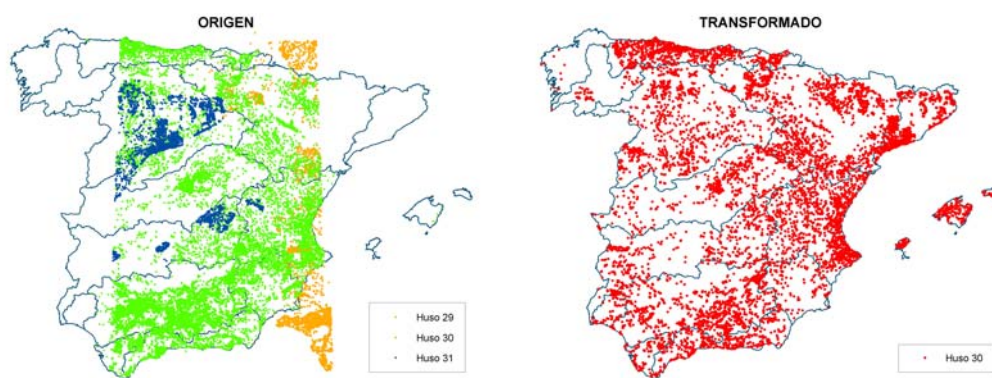 ORIGEN
TRANSFORMADO
Huso 29
Huso 30
Huso 31
Huso 30